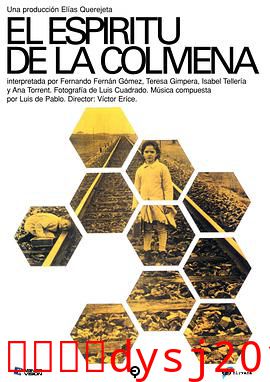 Una producción Elías Querejeta
EL ESPIRITU
DE LA COLMENA
interpretada por Fernando Fernán Gómez, Teresa Gimpera, Isabel Tellería
y Ana Torrent. Fotografía de Luis Cuadrado. Música compuesta
por Luis de Pablo. Director: Víctor Erice.
dysj20